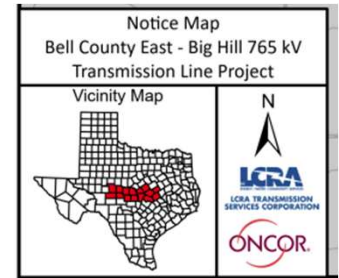 Notice Map
Bell County East - Big Hill 765 kV
Transmission Line Project
Vicinity Map
N
LCRA
LCRA TRANSMISSION
SERVICES CORPORATION
ONCOR